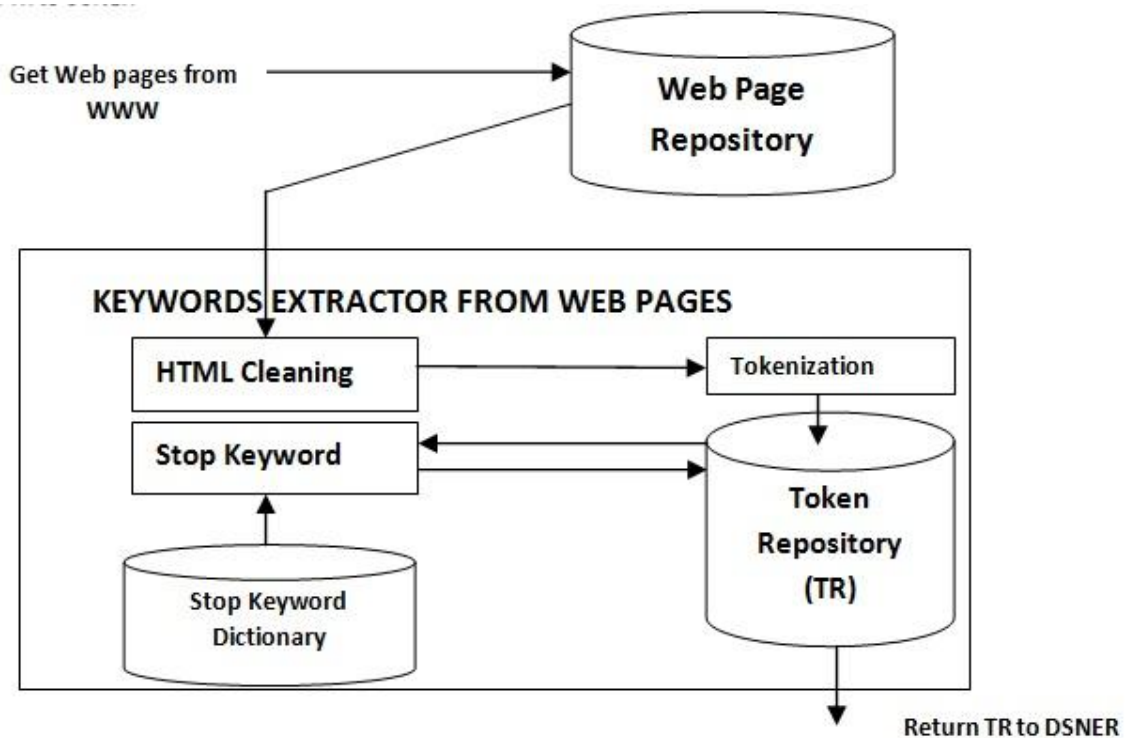 Get Web pages from
WWW
Web Page
Repository
KEYWORDS EXTRACTOR FROM WEB PAGES
HTML Cleaning
Tokenization
Stop Keyword
Token
Repository
(TR)
Stop Keyword
Dictionary
Return TR to DSNER